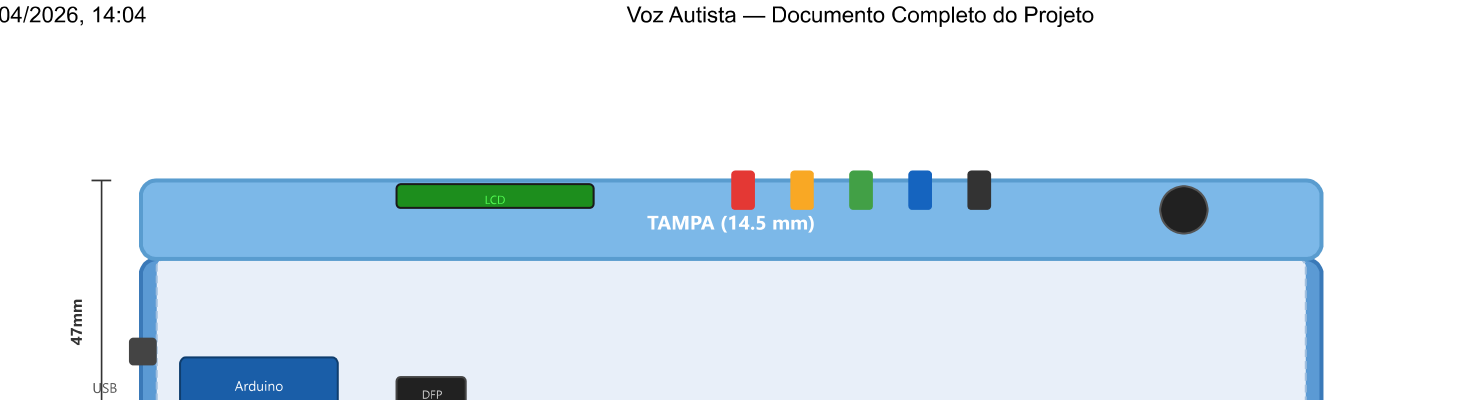 04/2026, 14:04
Voz Autista — Documento Completo do Projeto
LCD
TAMPA (14.5 mm)
47mm
USB
Arduino
DFP